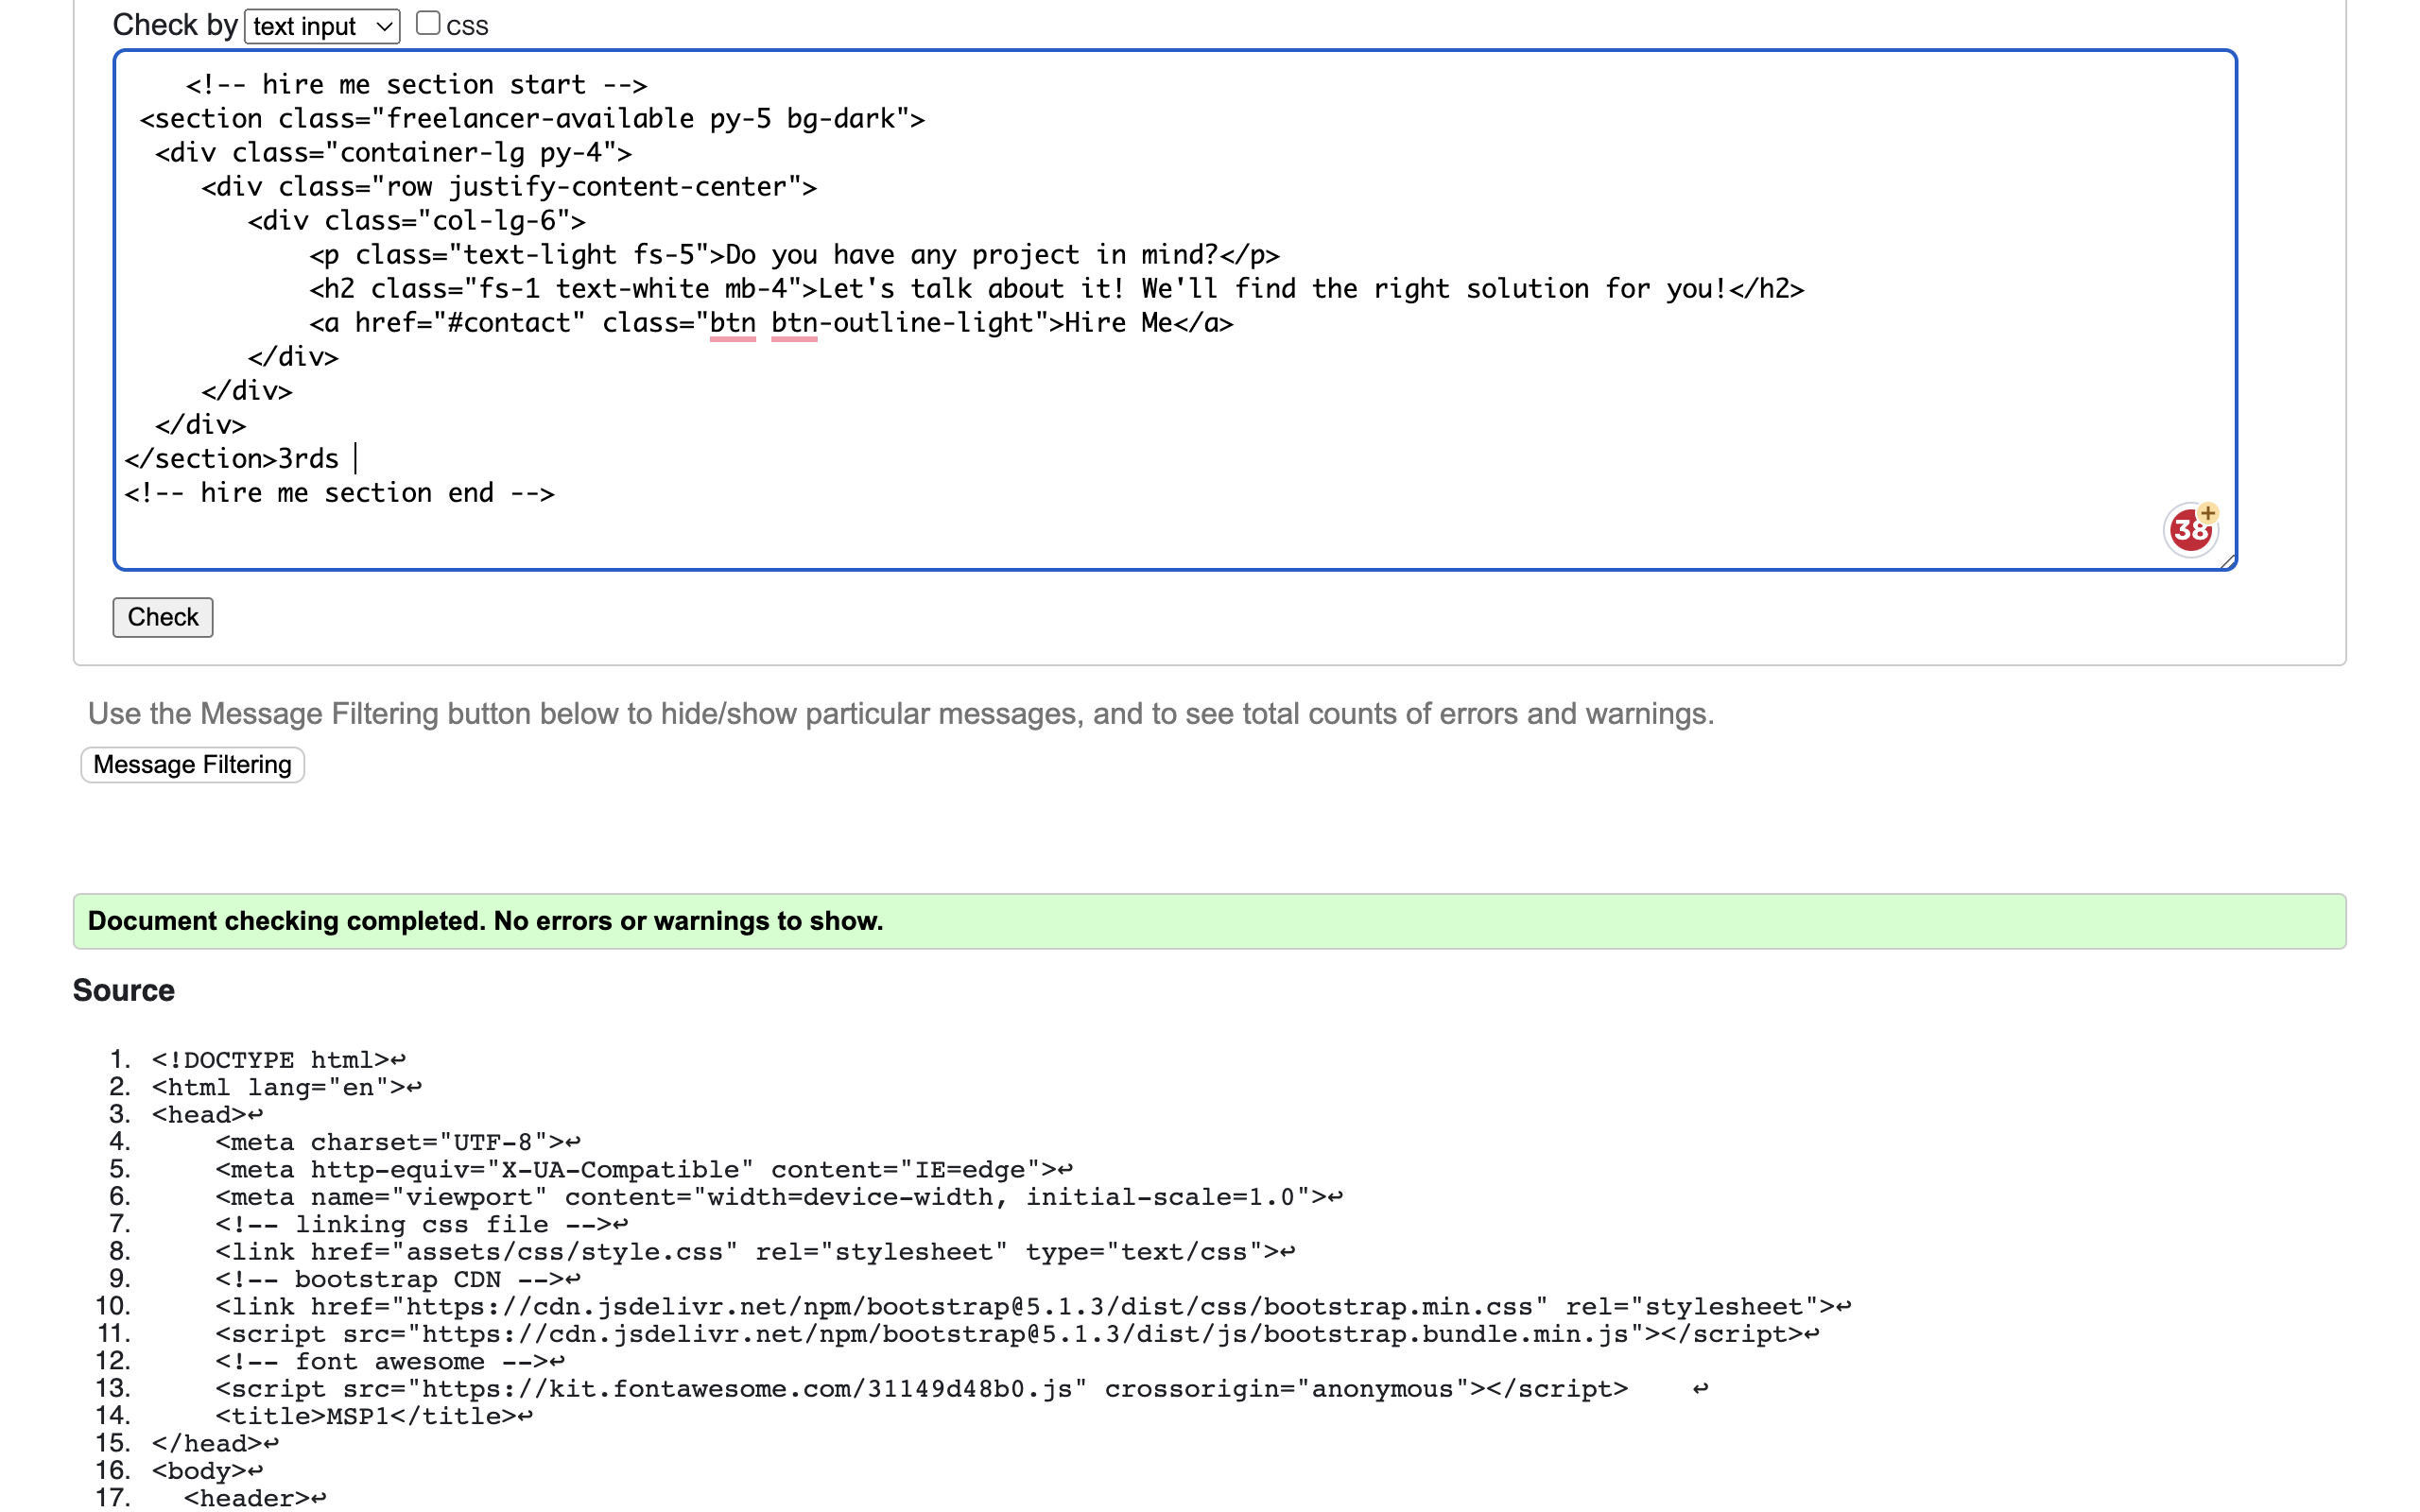 Check by text input css
<!-- hire me section start -->
<section class="freelancer-available py-5 bg-dark">
<div class="container-lg py-4">
<div class="row justify-content-center">
<div class="col-lg-6">
<p class="text-light fs-5">Do you have any project in mind?</p>
<h2 class="fs-1 text-white mb-4">Let's talk about it! We'll find the right solution for you!</h2>
<a href="#contact" class="btn btn-outline-light">Hire Me</a>
</div>
</div>
</div>
</section>3rds
<!-- hire me section end -->
38+
Check
Use the Message Filtering button below to hide/show particular messages, and to see total counts of errors and warnings.
Message Filtering
Document checking completed. No errors or warnings to show.
Source
1. <!DOCTYPE html>↩
2. <html lang="en">↩
3. <head>↩
4. <meta charset="UTF-8">↩
5. <meta http-equiv="X-UA-Compatible" content="IE=edge">↩
6. <meta name="viewport" content="width=device-width, initial-scale=1.0">↩
7. <!-- linking css file -->↩
8. <link href="assets/css/style.css" rel="stylesheet" type="text/css">↩
9. <!-- bootstrap CDN -->↩
10. <link href="https://cdn.jsdelivr.net/npm/bootstrap@5.1.3/dist/css/bootstrap.min.css" rel="stylesheet">↩
11. <script src="https://cdn.jsdelivr.net/npm/bootstrap@5.1.3/dist/js/bootstrap.bundle.min.js"></script>↩
12. <!-- font awesome -->↩
13. <script src="https://kit.fontawesome.com/31149d48b0.js" crossorigin="anonymous"></script> ↩
14. <title>MSP1</title>↩
15. </head>↩
16. <body>↩
17. <header>↩